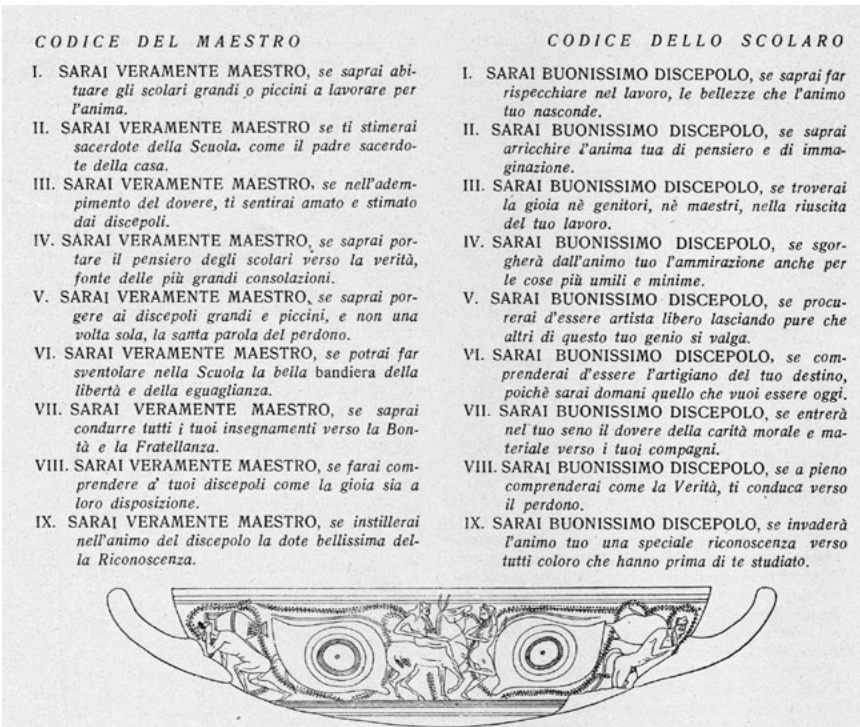 CODICE DEL MAESTRO
I. SARAI VERAMENTE MAESTRO, se saprai abi-
tuare gli scolari grandi o piccini a lavorare per
l'anima.
II. SARAI VERAMENTE MAESTRO se ti stimerai
sacerdote della Scuola, come il padre sacerdo-
te della casa.
III. SARAI VERAMENTE MAESTRO, se nell'adem-
pimento del dovere, ti sentirai amato e stimato
dai discepoli.
IV. SARAI VERAMENTE MAESTRO, se saprai por-
tare il pensiero degli scolari verso la verità,
fonte delle più grandi consolazioni.
V. SARAI VERAMENTE MAESTRO, se saprai por-
gere ai discepoli grandi e piccini, e non una
volta sola, la santa parola del perdono.
VI. SARAI VERAMENTE MAESTRO, se potrai far
sventolare nella Scuola la bella bandiera della
libertà e della eguaglianza.
VII. SARAI VERAMENTE MAESTRO, se saprai
condurre tutti i tuoi insegnamenti verso la Bon-
tà e la Fratellanza.
VIII. SARAI VERAMENTE MAESTRO, se farai com-
prendere a' tuoi discepoli come la gioia sia a
loro disposizione.
IX. SARAI VERAMENTE MAESTRO, se instillerai
nell'animo del discepolo la dote bellissima del-
la Riconoscenza.
CODICE DELLO SCOLARO
I. SARAI BUONISSIMO DISCEPOLO, se saprai far
rispecchiare nel lavoro, le bellezze che l'animo
tuo nasconde.
II. SARAI BUONISSIMO DISCEPOLO, se saprai
arricchire l'anima tua di pensiero e di imma-
ginazione.
III. SARAI BUONISSIMO DISCEPOLO, se troverai
la gioia nè genitori, nè maestri, nella riuscita
del tuo lavoro.
IV. SARAI BUONISSIMO DISCEPOLO, se sgor-
gherà dall'animo tuo l'ammirazione anche per
le cose più umili e minime.
V. SARAI BUONISSIMO DISCEPOLO, se procu-
rerai d'essere artista libero lasciando pure che
altri di questo tuo genio si valga.
VI. SARAI BUONISSIMO DISCEPOLO, se com-
prenderai d'essere l'artigiano del tuo destino,
poichè sarai domani quello che vuoi essere oggi.
VII. SARAI BUONISSIMO DISCEPOLO, se entrerà
nel tuo seno il dovere della carità morale e ma-
teriale verso i tuoi compagni.
VIII. SARAI BUONISSIMO DISCEPOLO, se a pieno
comprenderai come la Verità, ti conduca verso
il perdono.
IX. SARAI BUONISSIMO DISCEPOLO, se invaderà
l'animo tuo una speciale riconoscenza verso
tutti coloro che hanno prima di te studiato.